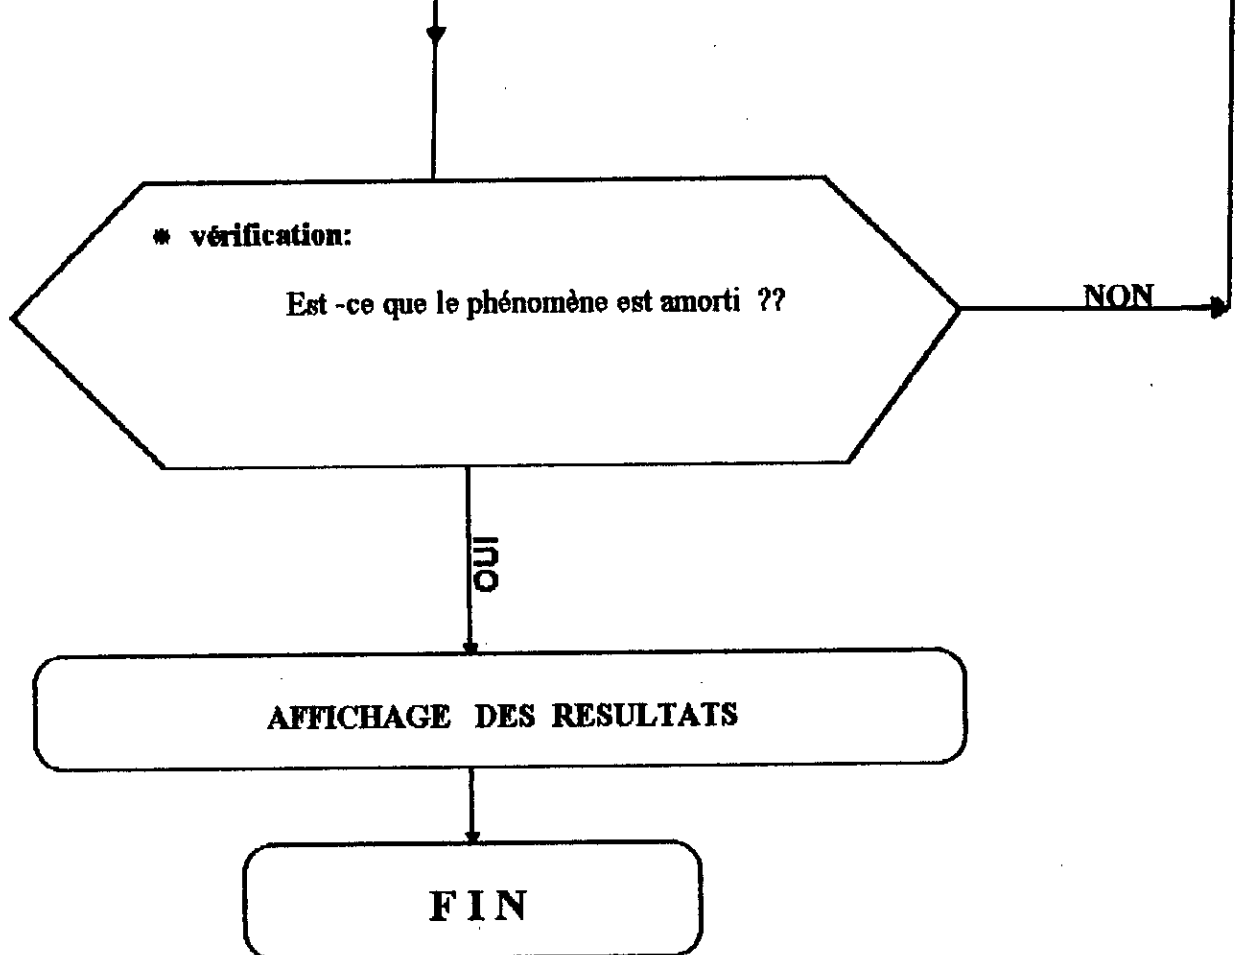 * vérification:
Est -ce que le phénomène est amorti ??
NON
OUI
AFFICHAGE DES RESULTATS
FIN